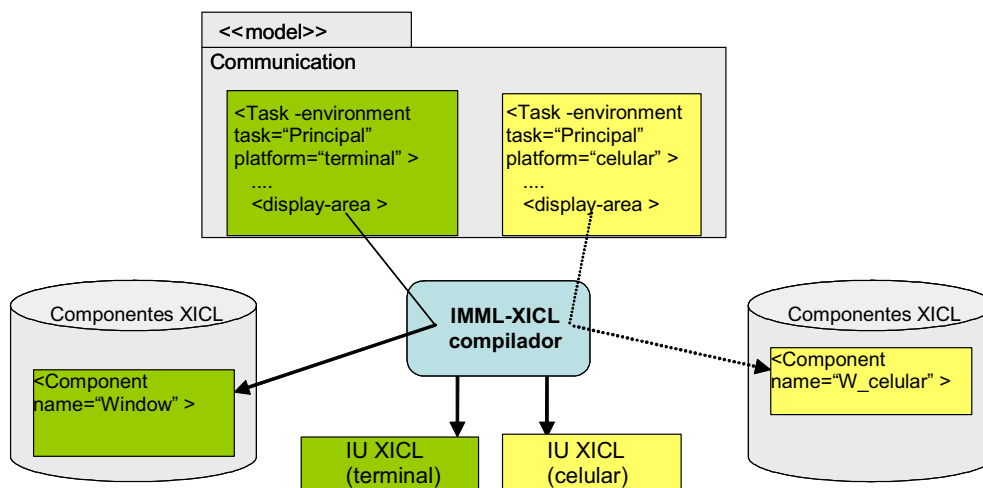 <<model>>
Communication
<Task -environment
task=“Principal”
platform=“terminal” >
....
<display-area >
<Task -environment
task=“Principal”
platform=“celular” >
....
<display-area >
Componentes XICL
<Component
name=“Window” >
IMML-XICL
compilador
Componentes XICL
<Component
name=“W_celular” >
IU XICL
(terminal)
IU XICL
(celular)